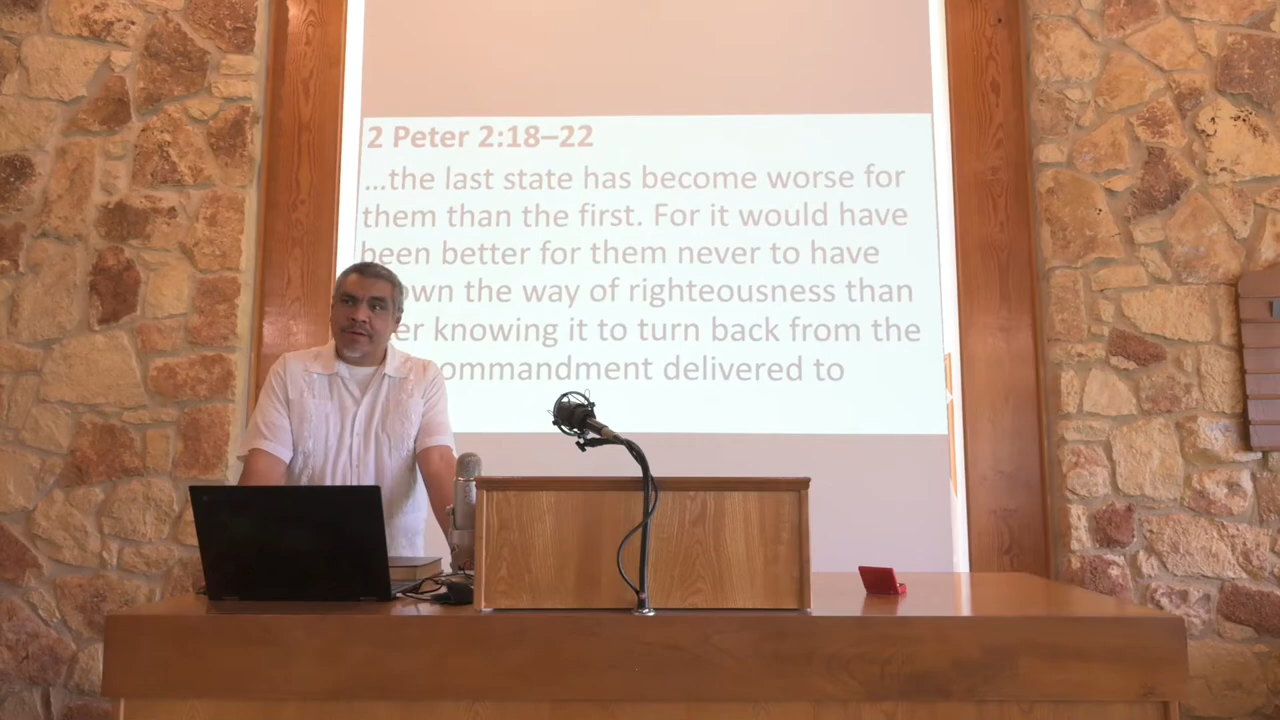 2 Peter 2:18–22
...the last state has become worse for
them than the first. For it would have
been better for them never to have
own the way of righteousness than
er knowing it to turn back from the
ommandment delivered to